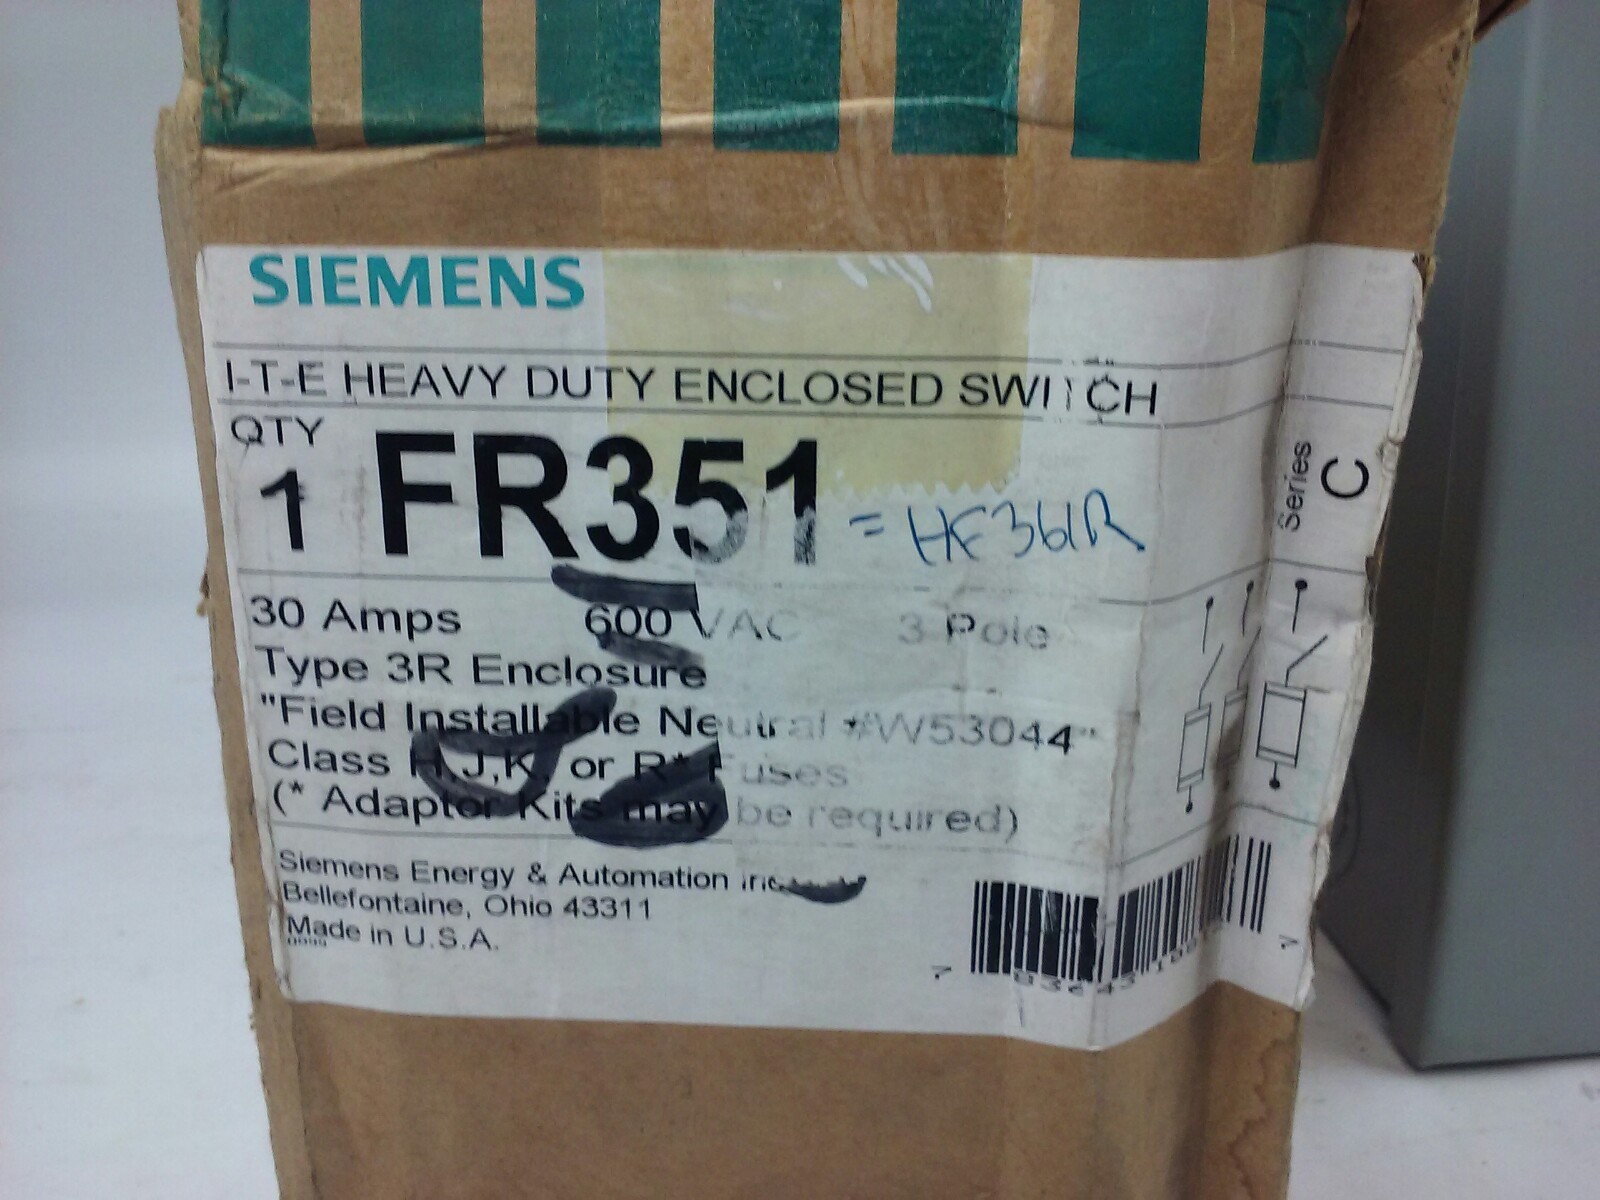 SIEMENS
I-T-E HEAVY DUTY ENCLOSED SWITCH
QTY
1 FR351 = HF361R
Series C
30 Amps 600 VAC 3 Pole
Type 3R Enclosure
"Field Installable Neutral #W53044"
Class H,J,K, or R* Fuses
(* Adaptor Kits may be required)
Siemens Energy & Automation Inc.
Bellefontaine, Ohio 43311
Made in U.S.A.